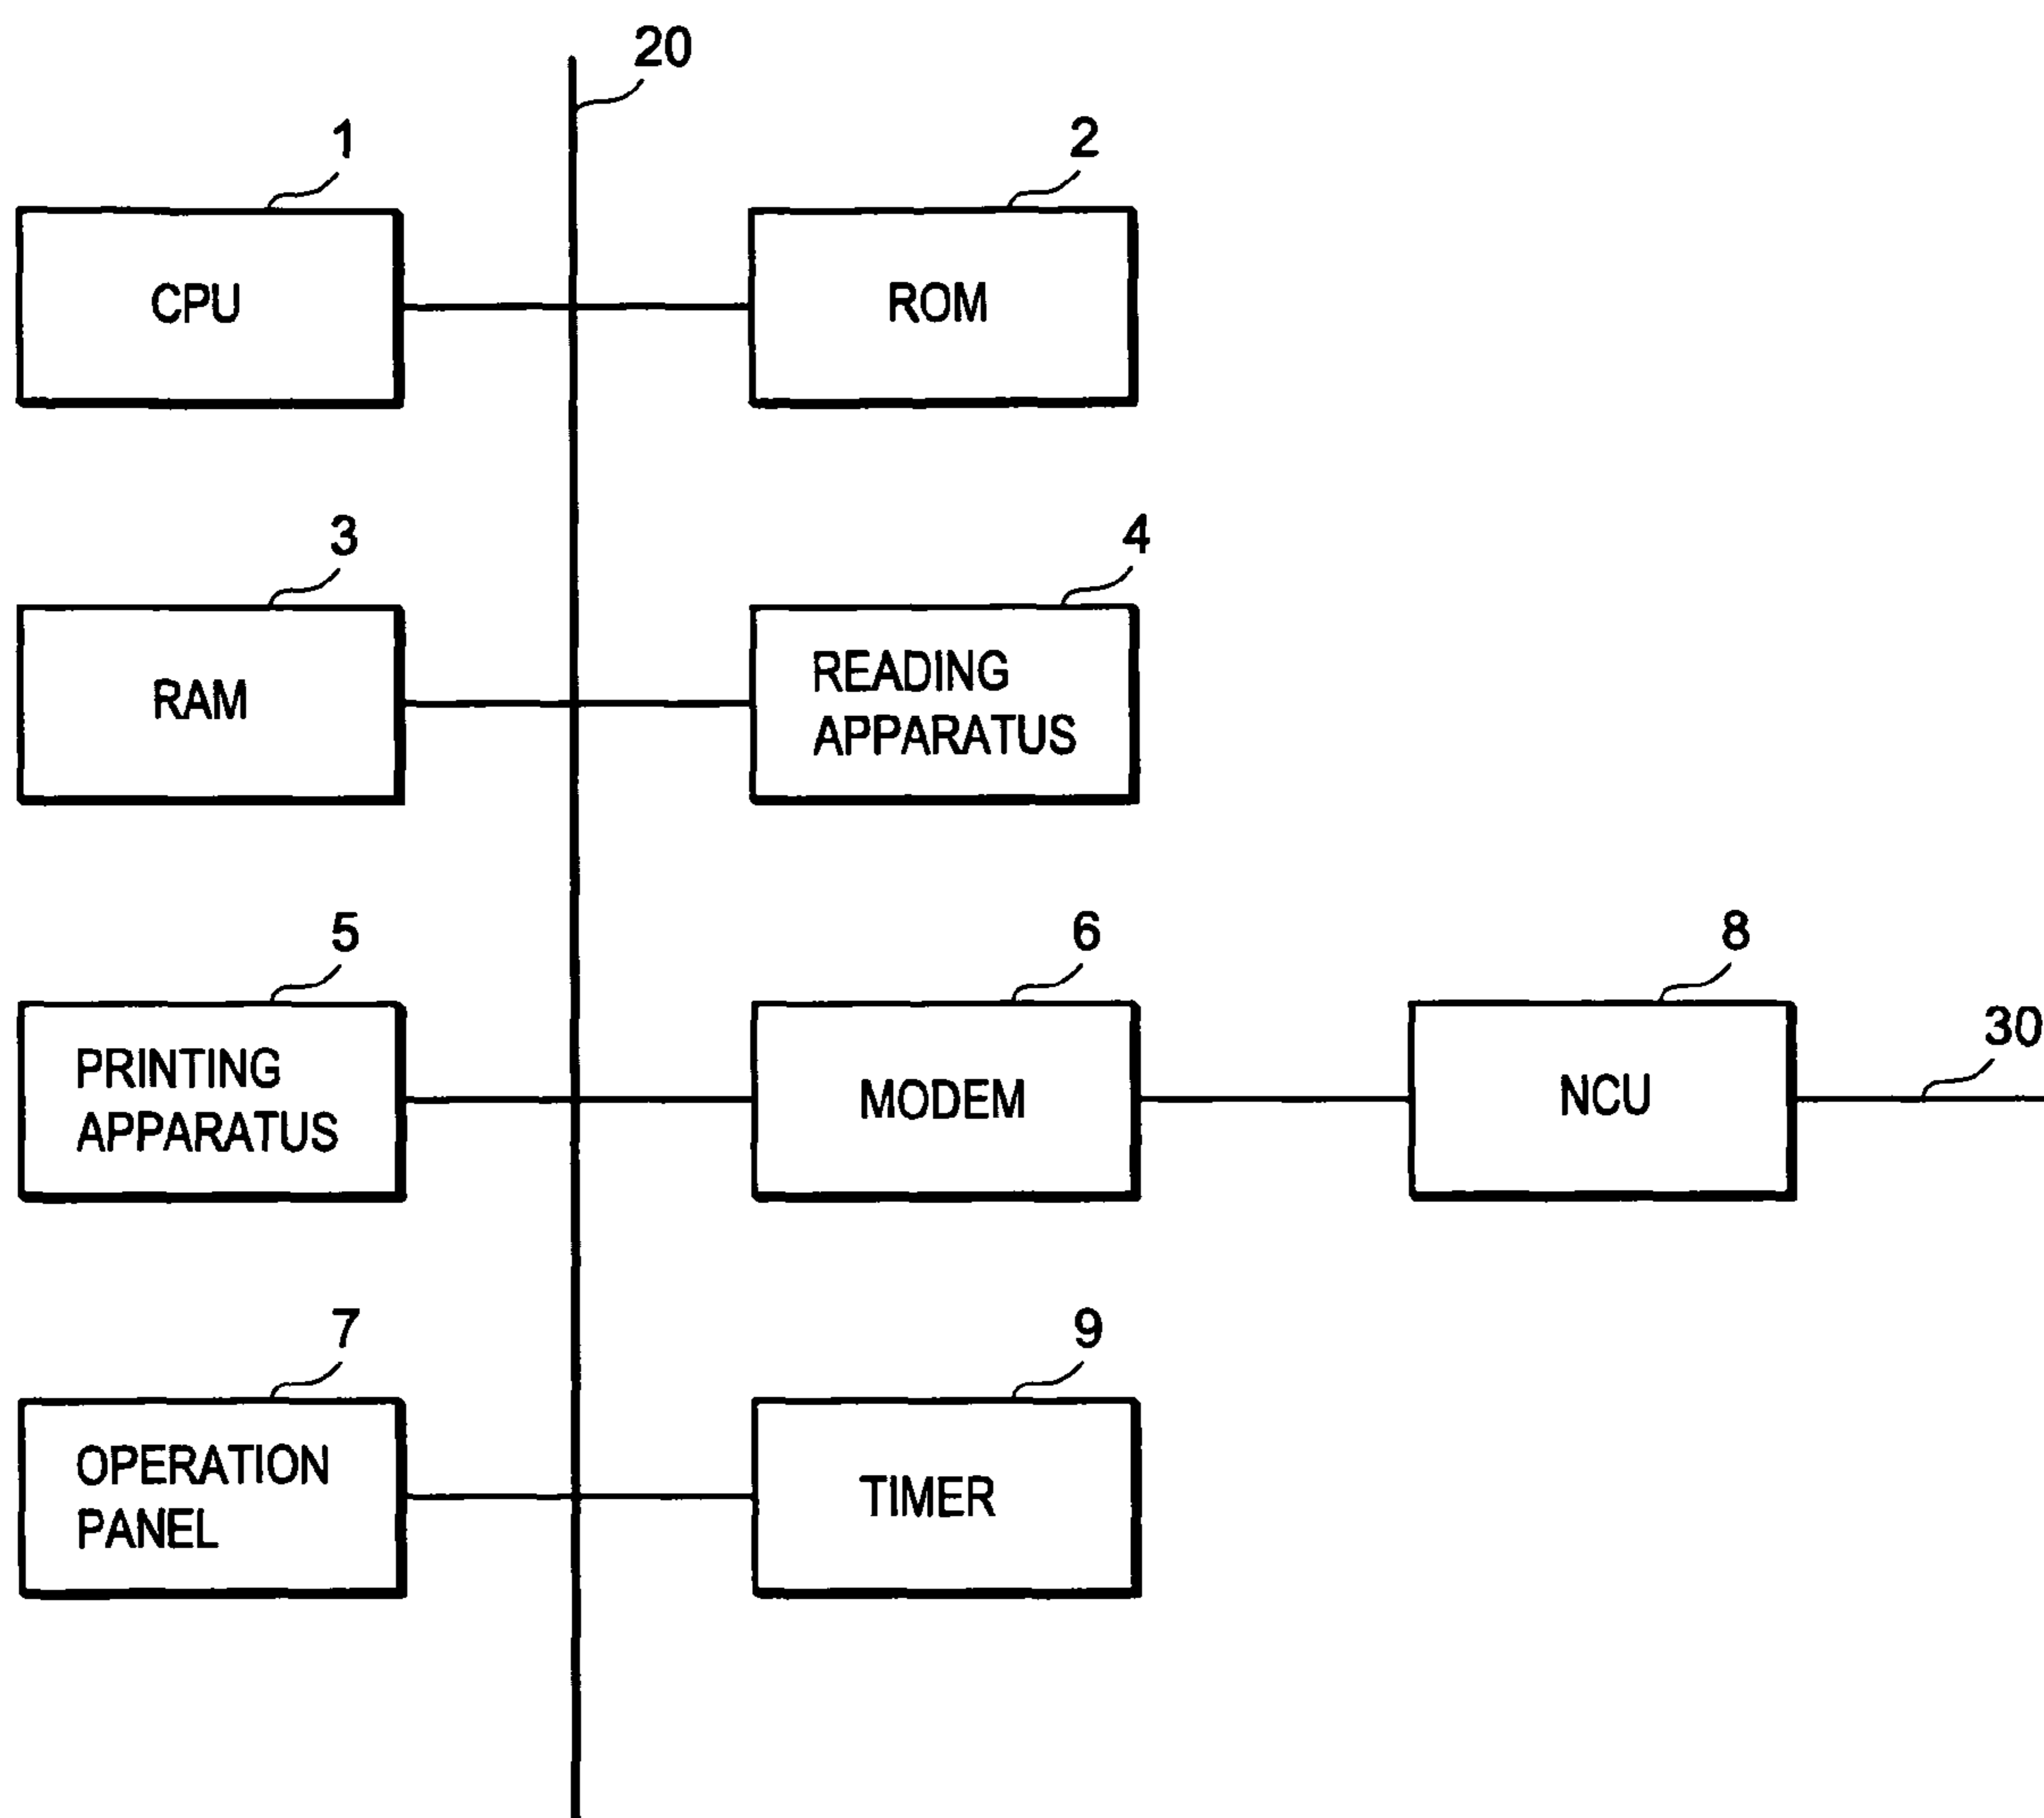 20
1
2
CPU
ROM
3
4
RAM
READING
APPARATUS
5
6
8
30
PRINTING
APPARATUS
MODEM
NCU
7
9
OPERATION
PANEL
TIMER